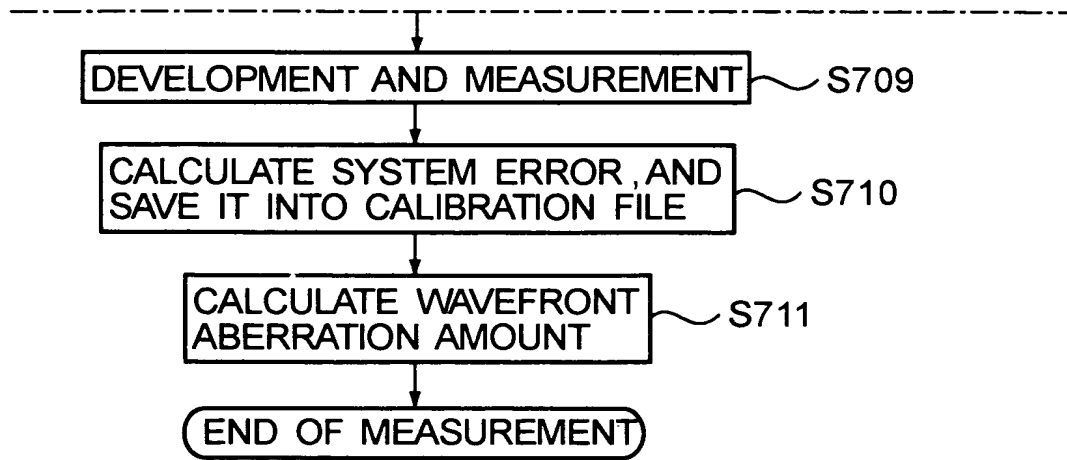 DEVELOPMENT AND MEASUREMENT
S709
CALCULATE SYSTEM ERROR, AND
SAVE IT INTO CALIBRATION FILE
S710
CALCULATE WAVEFRONT
ABERRATION AMOUNT
S711
END OF MEASUREMENT